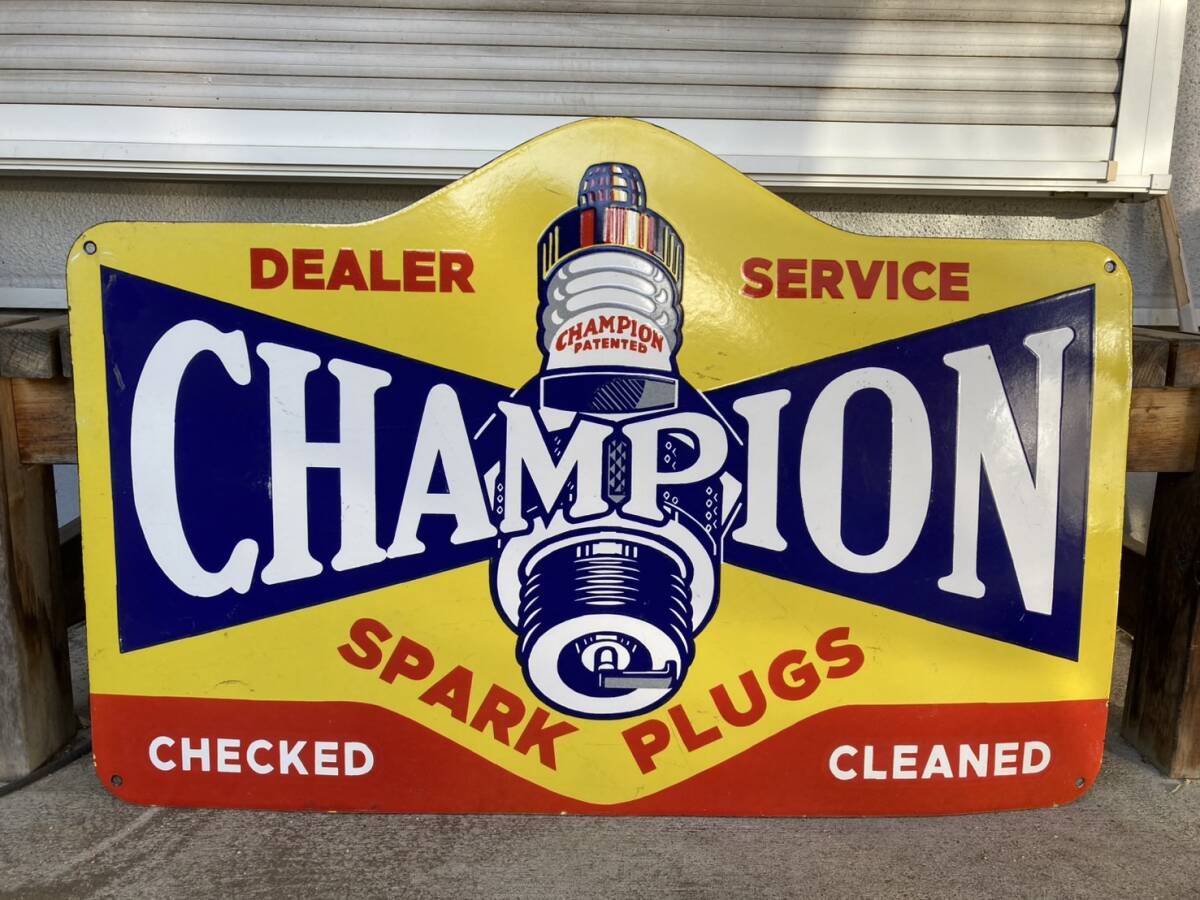 DEALER SERVICE
CHAMPION
PATENTED
CHAMPION
SPARK PLUGS
CHECKED CLEANED